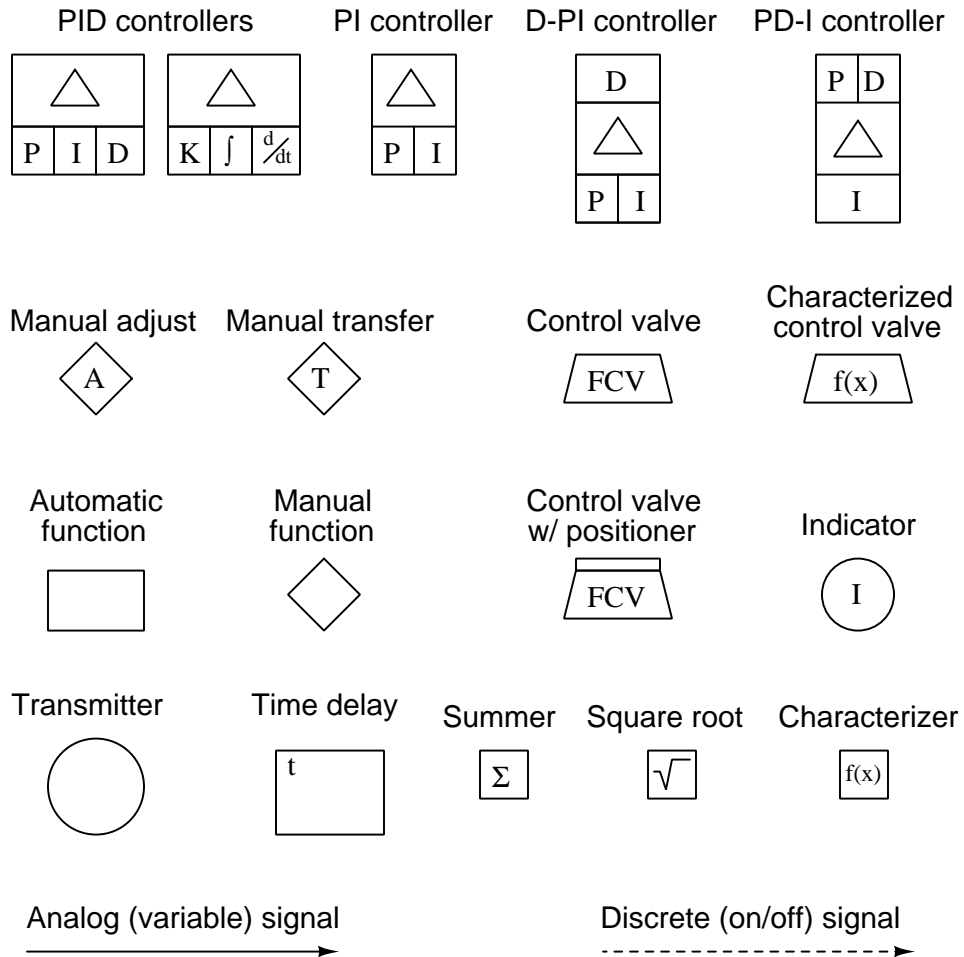 PID controllers PI controller D-PI controller PD-I controller
D P D
P I D K ∫ d/dt P I
P I I
Manual adjust Manual transfer Control valve Characterized
control valve
A T FCV f(x)
Automatic
function
Manual
function
Control valve
w/ positioner
Indicator
FCV I
Transmitter Time delay Summer Square root Characterizer
t Σ √ f(x)
Analog (variable) signal Discrete (on/off) signal